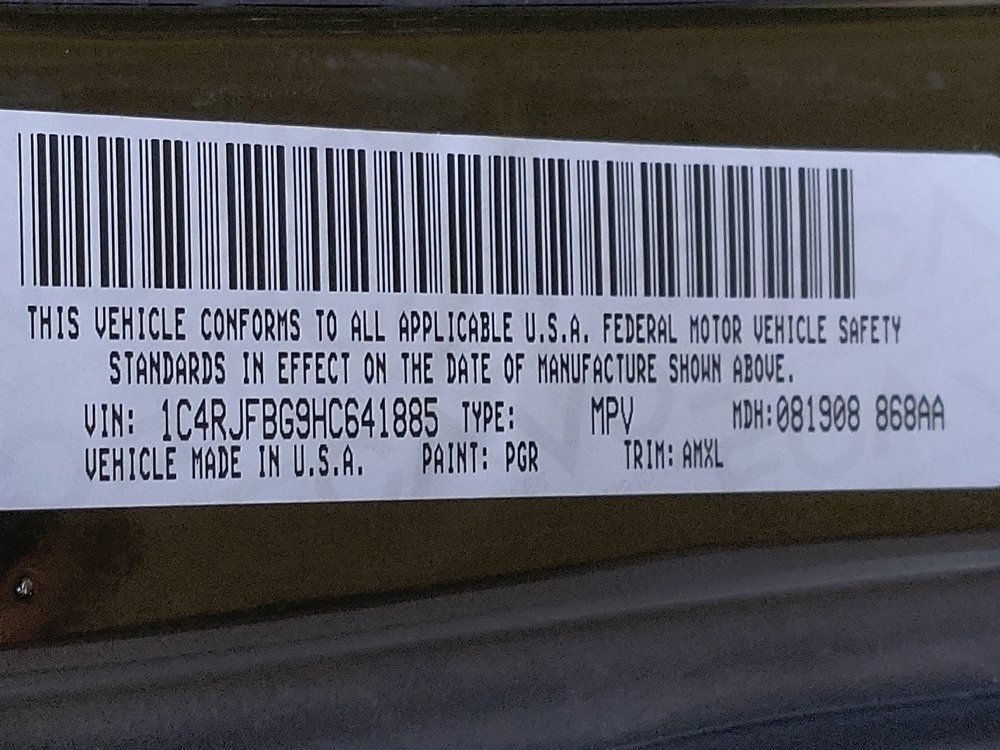 THIS VEHICLE CONFORMS TO ALL APPLICABLE U.S.A. FEDERAL MOTOR VEHICLE SAFETY
STANDARDS IN EFFECT ON THE DATE OF MANUFACTURE SHOWN ABOVE.
VIN: 1C4RJFBG9HC641885 TYPE: MPV MDH:081908 868AA
VEHICLE MADE IN U.S.A. PAINT: PGR TRIM: AMXL